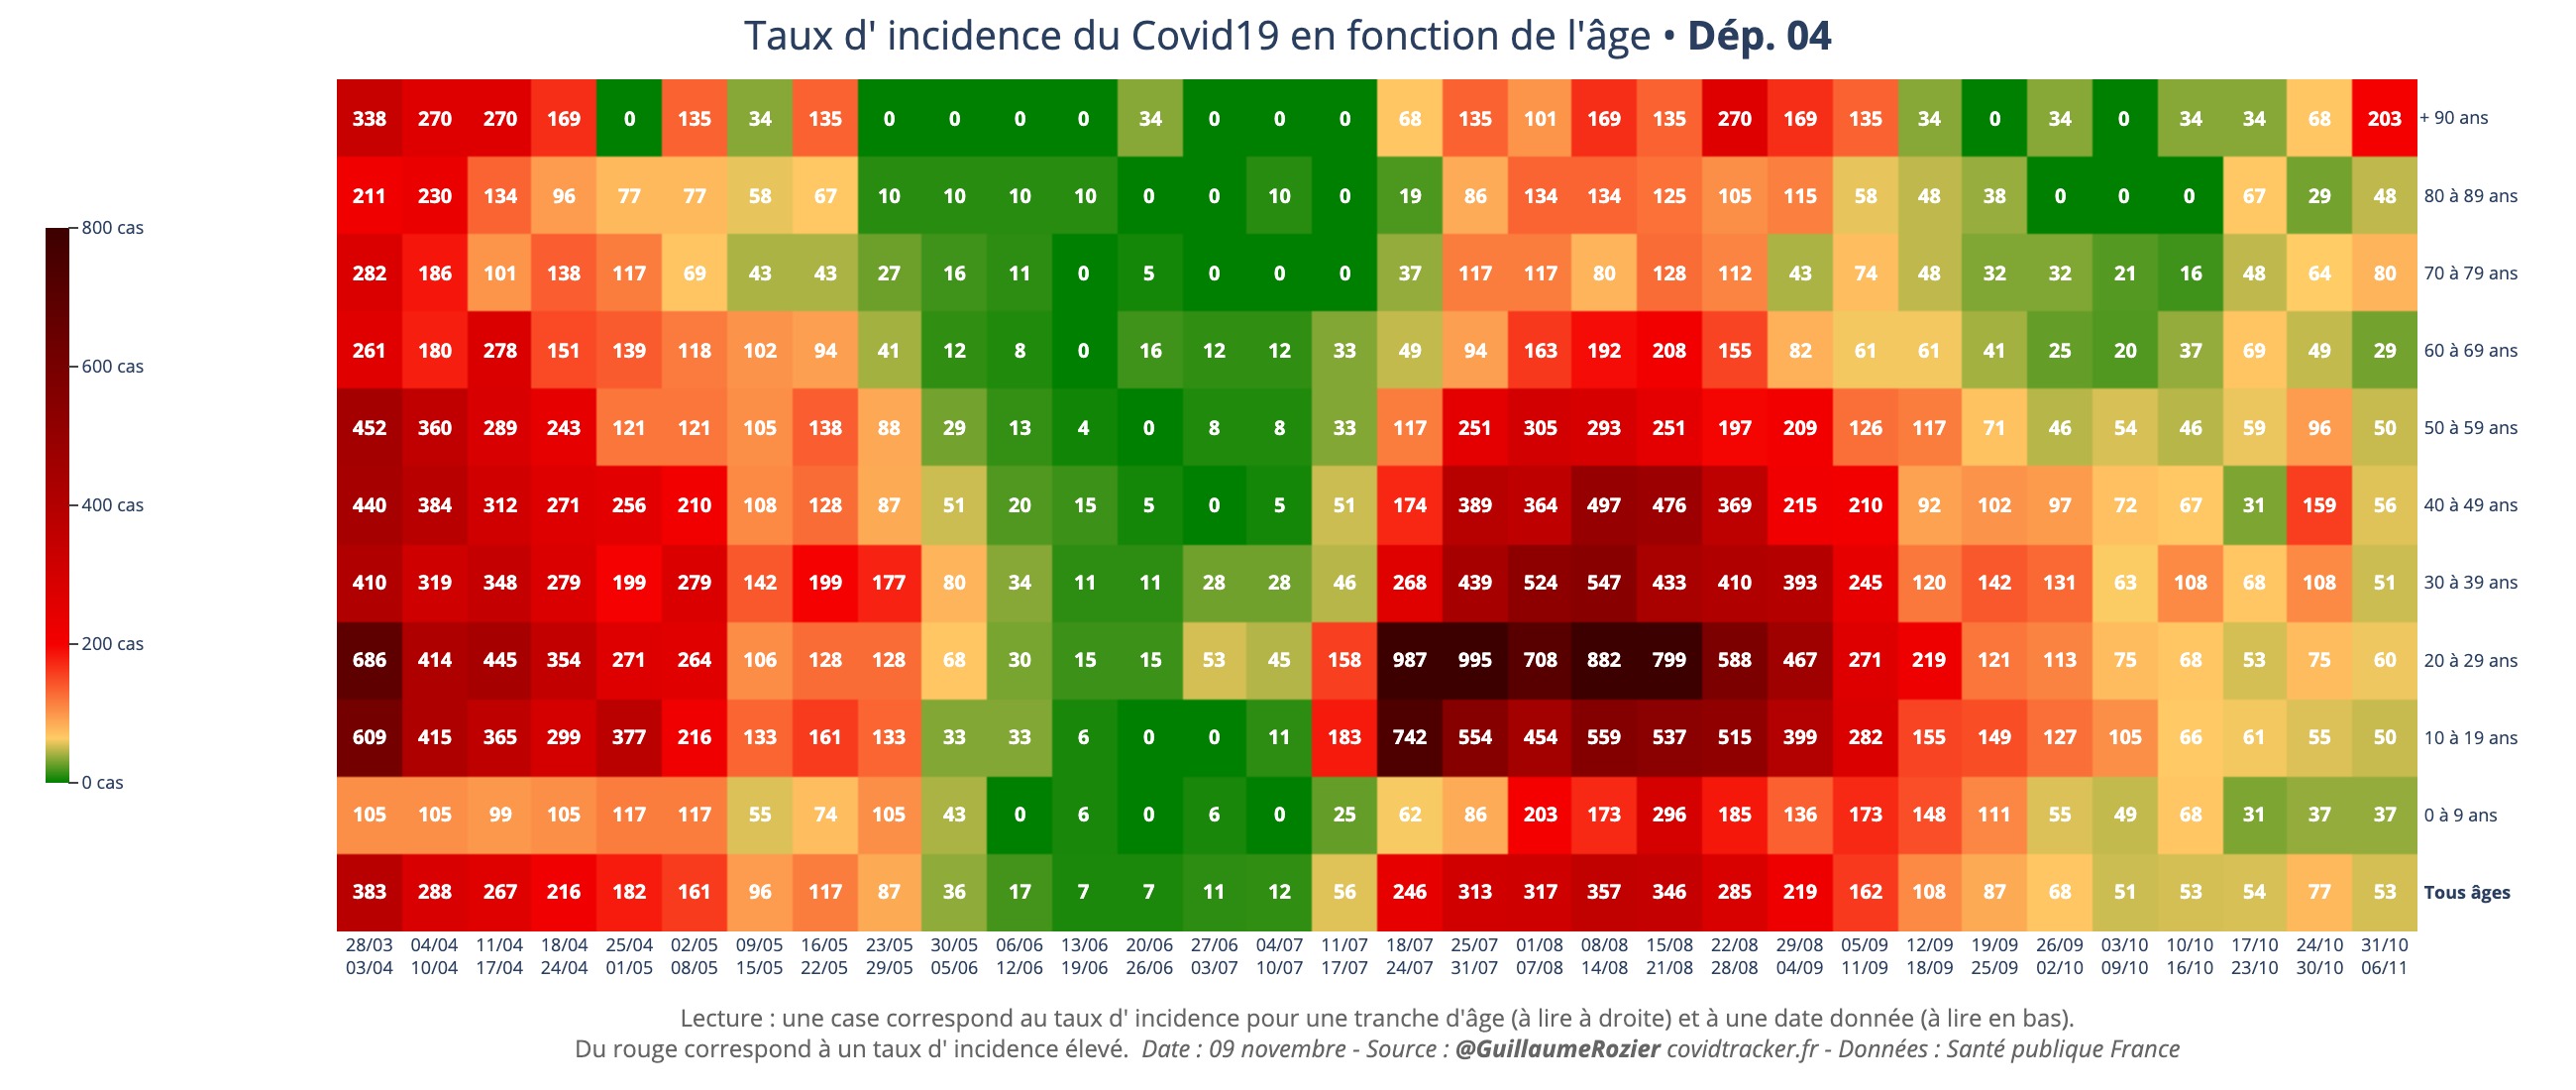 Taux d' incidence du Covid19 en fonction de l'âge • Dép. 04
338 270 270 169 0 135 34 135 0 0 0 0 34 0 0 0 68 135 101 169 135 270 169 135 34 0 34 0 34 34 68 203 + 90 ans
211 230 134 96 77 77 58 67 10 10 10 10 0 0 10 0 19 86 134 134 125 105 115 58 48 38 0 0 0 67 29 48 80 à 89 ans
282 186 101 138 117 69 43 43 27 16 11 0 5 0 0 0 37 117 117 80 128 112 43 74 48 32 32 21 16 48 64 80 70 à 79 ans
261 180 278 151 139 118 102 94 41 12 8 0 16 12 12 33 49 94 163 192 208 155 82 61 61 41 25 20 37 69 49 29 60 à 69 ans
452 360 289 243 121 121 105 138 88 29 13 4 0 8 8 33 117 251 305 293 251 197 209 126 117 71 46 54 46 59 96 50 50 à 59 ans
440 384 312 271 256 210 108 128 87 51 20 15 5 0 5 51 174 389 364 497 476 369 215 210 92 102 97 72 67 31 159 56 40 à 49 ans
410 319 348 279 199 279 142 199 177 80 34 11 11 28 28 46 268 439 524 547 433 410 393 245 120 142 131 63 108 68 108 51 30 à 39 ans
686 414 445 354 271 264 106 128 128 68 30 15 15 53 45 158 987 995 708 882 799 588 467 271 219 121 113 75 68 53 75 60 20 à 29 ans
609 415 365 299 377 216 133 161 133 33 33 6 0 0 11 183 742 554 454 559 537 515 399 282 155 149 127 105 66 61 55 50 10 à 19 ans
105 105 99 105 117 117 55 74 105 43 0 6 0 6 0 25 62 86 203 173 296 185 136 173 148 111 55 49 68 31 37 37 0 à 9 ans
383 288 267 216 182 161 96 117 87 36 17 7 7 11 12 56 246 313 317 357 346 285 219 162 108 87 68 51 53 54 77 53 Tous âges
28/03 04/04 11/04 18/04 25/04 02/05 09/05 16/05 23/05 30/05 06/06 13/06 20/06 27/06 04/07 11/07 18/07 25/07 01/08 08/08 15/08 22/08 29/08 05/09 12/09 19/09 26/09 03/10 10/10 17/10 24/10 31/10
03/04 10/04 17/04 24/04 01/05 08/05 15/05 22/05 29/05 05/06 12/06 19/06 26/06 03/07 10/07 17/07 24/07 31/07 07/08 14/08 21/08 28/08 04/09 11/09 18/09 25/09 02/10 09/10 16/10 23/10 30/10 06/11
800 cas
600 cas
400 cas
200 cas
0 cas
Lecture : une case correspond au taux d' incidence pour une tranche d'âge (à lire à droite) et à une date donnée (à lire en bas).
Du rouge correspond à un taux d' incidence élevé. Date : 09 novembre - Source : @GuillaumeRozier covidtracker.fr - Données : Santé publique France